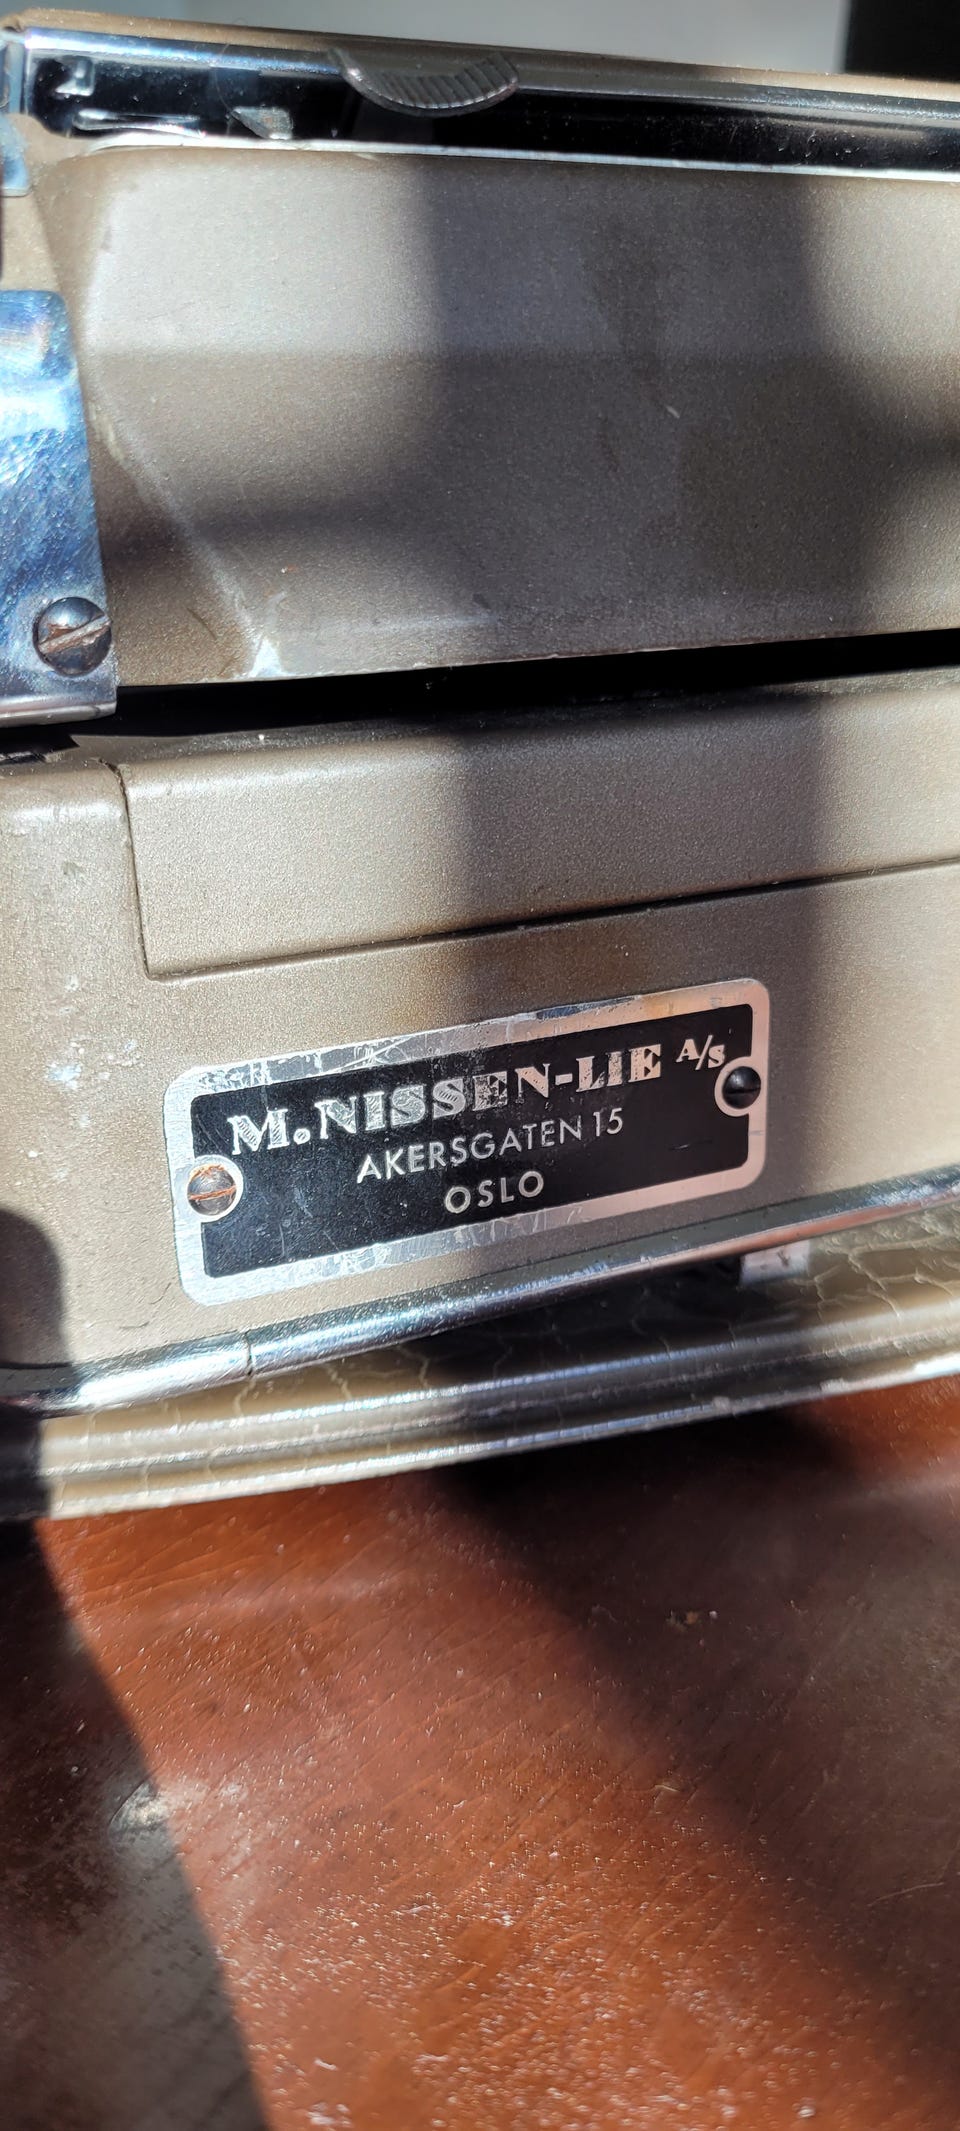 M. NISSEN-LIE A/S
AKERSGATEN 15
OSLO